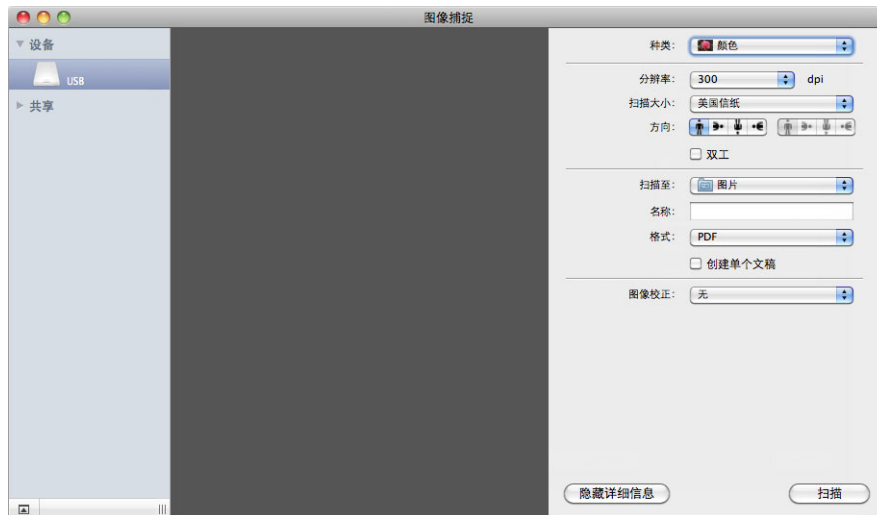 图像捕捉
设备
USB
共享
种类: 颜色
分辨率: 300 dpi
扫描大小: 美国信纸
方向:
双工
扫描至: 图片
名称:
格式: PDF
创建单个文稿
图像校正: 无
隐藏详细信息 扫描